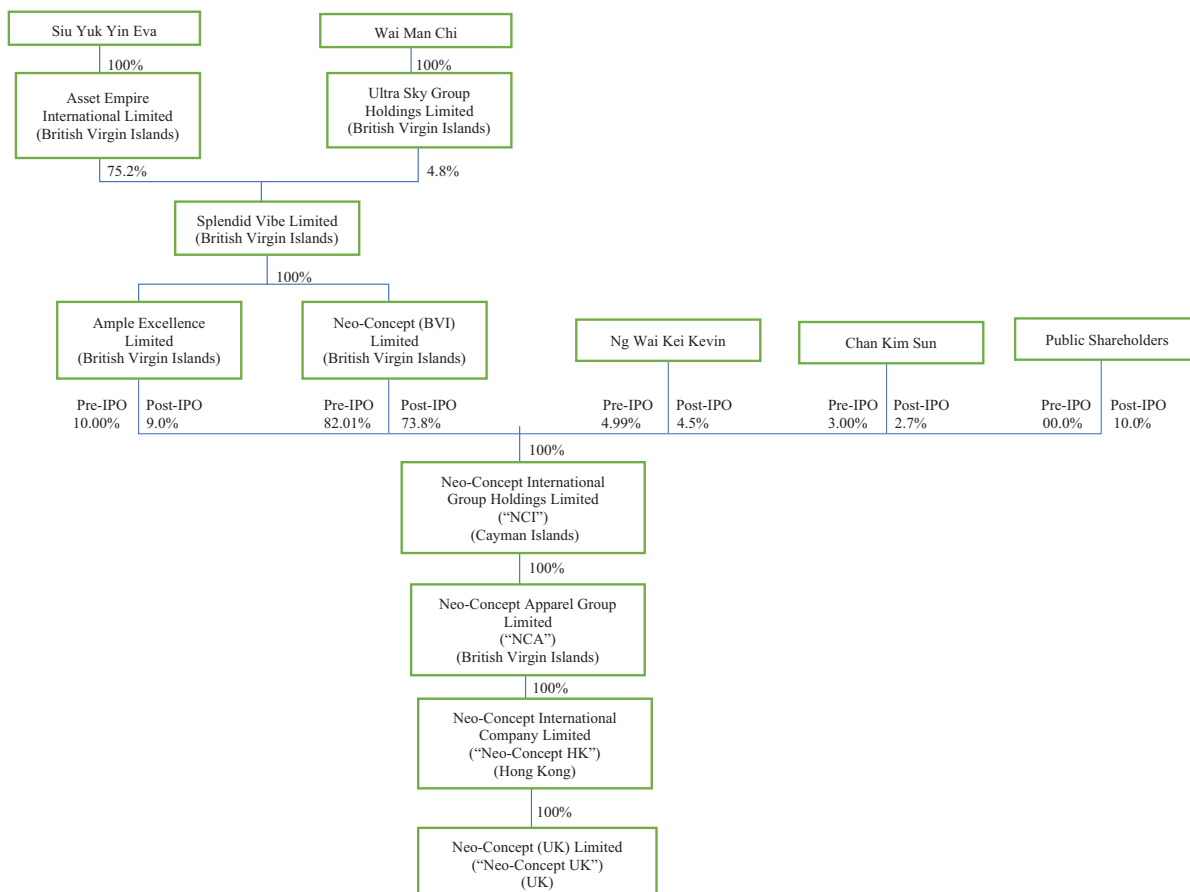 Siu Yuk Yin Eva
Wai Man Chi
100%
100%
Asset Empire
International Limited
(British Virgin Islands)
Ultra Sky Group
Holdings Limited
(British Virgin Islands)
75.2%
4.8%
Splendid Vibe Limited
(British Virgin Islands)
100%
Ample Excellence
Limited
(British Virgin Islands)
Neo-Concept (BVI)
Limited
(British Virgin Islands)
Ng Wai Kei Kevin
Chan Kim Sun
Public Shareholders
Pre-IPO
10.00%
Post-IPO
9.0%
Pre-IPO
82.01%
Post-IPO
73.8%
Pre-IPO
4.99%
Post-IPO
4.5%
Pre-IPO
3.00%
Post-IPO
2.7%
Pre-IPO
00.0%
Post-IPO
10.0%
100%
Neo-Concept International
Group Holdings Limited
(“NCI”)
(Cayman Islands)
100%
Neo-Concept Apparel Group
Limited
(“NCA”)
(British Virgin Islands)
100%
Neo-Concept International
Company Limited
(“Neo-Concept HK”)
(Hong Kong)
100%
Neo-Concept (UK) Limited
(“Neo-Concept UK”)
(UK)